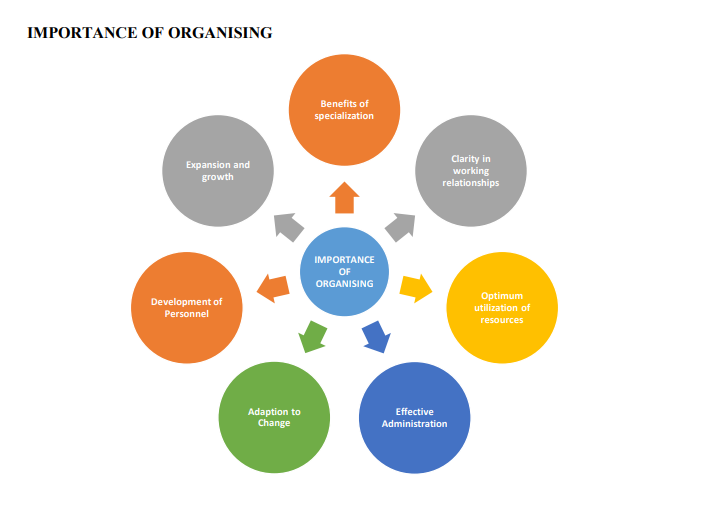 IMPORTANCE OF ORGANISING
Benefits of
specialization
Clarity in
working
relationships
Optimum
utilization of
resources
Effective
Administration
Adaption to
Change
Development of
Personnel
Expansion and
growth
IMPORTANCE
OF
ORGANISING